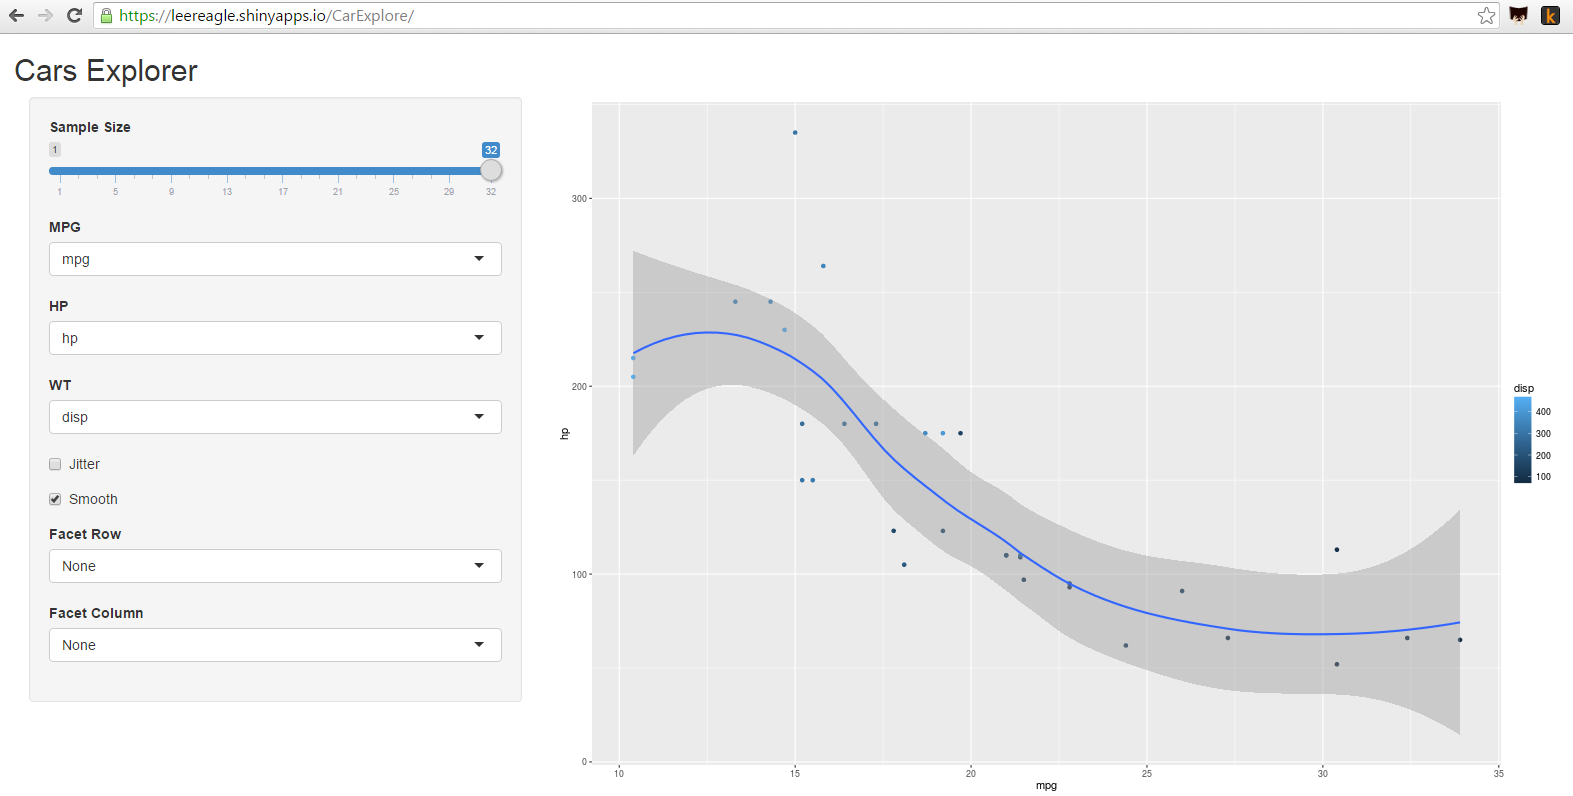 https://leereagle.shinyapps.io/CarExplore/
k
Cars Explorer
Sample Size
1 32
1 5 9 13 17 21 25 29 32
MPG
mpg
HP
hp
WT
disp
Jitter
Smooth
Facet Row
None
Facet Column
None
300
200
100
0
hp
10 15 20 25 30 35
mpg
disp
400
300
200
100